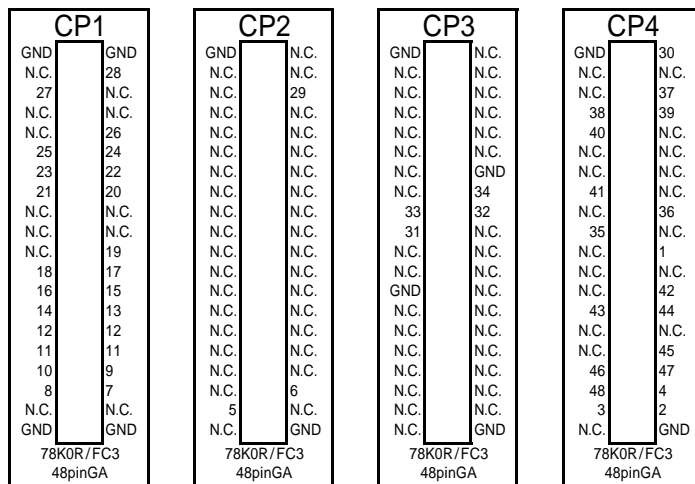 CP1
GND GND
N.C. 28
27 N.C.
N.C. N.C.
N.C. 26
25 24
23 22
21 20
N.C. N.C.
N.C. N.C.
N.C. 19
18 17
16 15
14 13
12 12
11 11
10 9
8 7
N.C. N.C.
GND GND
78K0R/FC3
48pinGA
CP2
GND N.C.
N.C. N.C.
N.C. 29
N.C. N.C.
N.C. N.C.
N.C. N.C.
N.C. N.C.
N.C. N.C.
N.C. N.C.
N.C. N.C.
N.C. N.C.
N.C. N.C.
N.C. N.C.
N.C. N.C.
N.C. N.C.
N.C. N.C.
N.C. N.C.
N.C. 6
5 N.C.
N.C. GND
78K0R/FC3
48pinGA
CP3
GND N.C.
N.C. N.C.
N.C. N.C.
N.C. N.C.
N.C. N.C.
N.C. N.C.
N.C. GND
N.C. 34
33 32
31 N.C.
N.C. N.C.
N.C. N.C.
GND N.C.
N.C. N.C.
N.C. N.C.
N.C. N.C.
N.C. N.C.
N.C. N.C.
N.C. N.C.
N.C. GND
78K0R/FC3
48pinGA
CP4
GND 30
N.C. N.C.
N.C. 37
38 39
40 N.C.
N.C. N.C.
N.C. N.C.
41 N.C.
N.C. 36
35 N.C.
N.C. 1
N.C. N.C.
N.C. 42
43 44
N.C. N.C.
N.C. 45
46 47
48 4
3 2
N.C. GND
78K0R/FC3
48pinGA